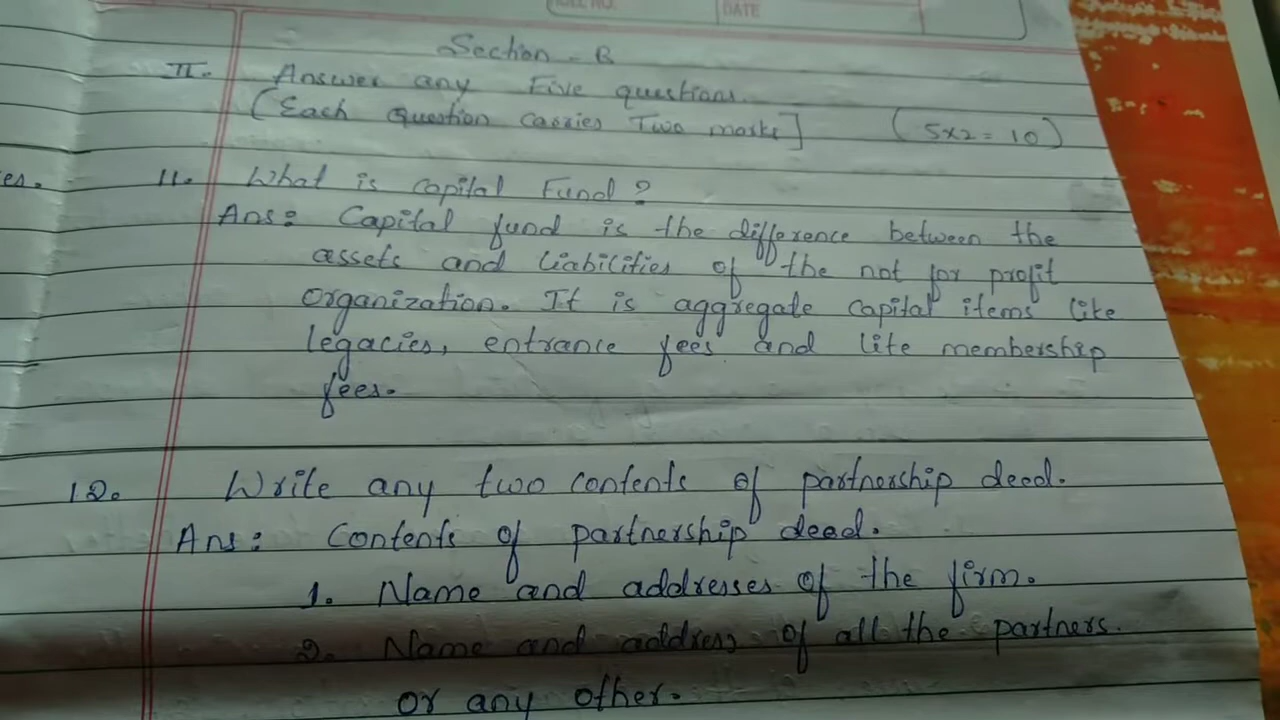 DATE
Section - B
II. Answer any Five questions.
(Each question carries Two marks] (5x2=10)
es.
11. What is capital Fund?
Ans: Capital fund is the difference between the
assets and liabilities of the not for profit
organization. It is aggregate capital items like
legacies, entrance fees and lite membership
fees.
12. Write any two contents of partnership deed.
Ans: Contents of partnership dead.
1. Name and addresses of the firm.
2. Name and address of all the partners.
or any other.